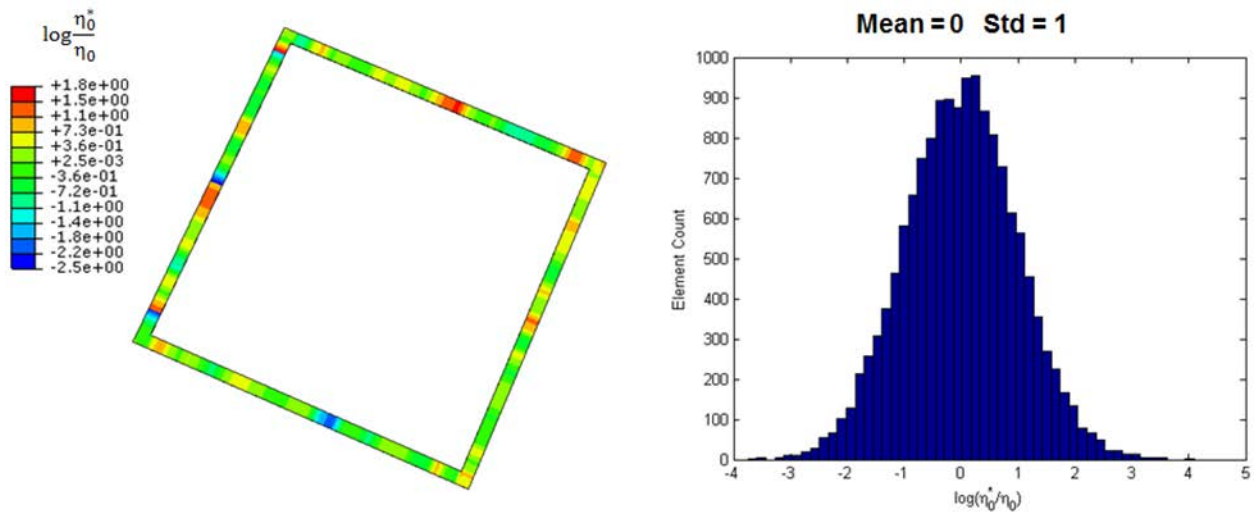 log η₀*/η₀
+1.8e+00
+1.5e+00
+1.1e+00
+7.3e-01
+3.6e-01
+2.5e-03
-3.6e-01
-7.2e-01
-1.1e+00
-1.4e+00
-1.8e+00
-2.2e+00
-2.5e+00
Mean = 0 Std = 1
1000
900
800
700
600
500
400
300
200
100
0
Element Count
-4 -3 -2 -1 0 1 2 3 4 5
log(η₀*/η₀)